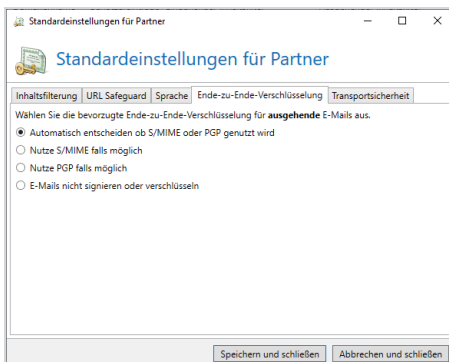 Standardeinstellungen für Partner
Standardeinstellungen für Partner
Inhaltsfilterung URL Safeguard Sprache Ende-zu-Ende-Verschlüsselung Transportsicherheit
Wählen Sie die bevorzugte Ende-zu-Ende-Verschlüsselung für ausgehende E-Mails aus.
Automatisch entscheiden ob S/MIME oder PGP genutzt wird
Nutze S/MIME falls möglich
Nutze PGP falls möglich
E-Mails nicht signieren oder verschlüsseln
Speichern und schließen Abbrechen und schließen